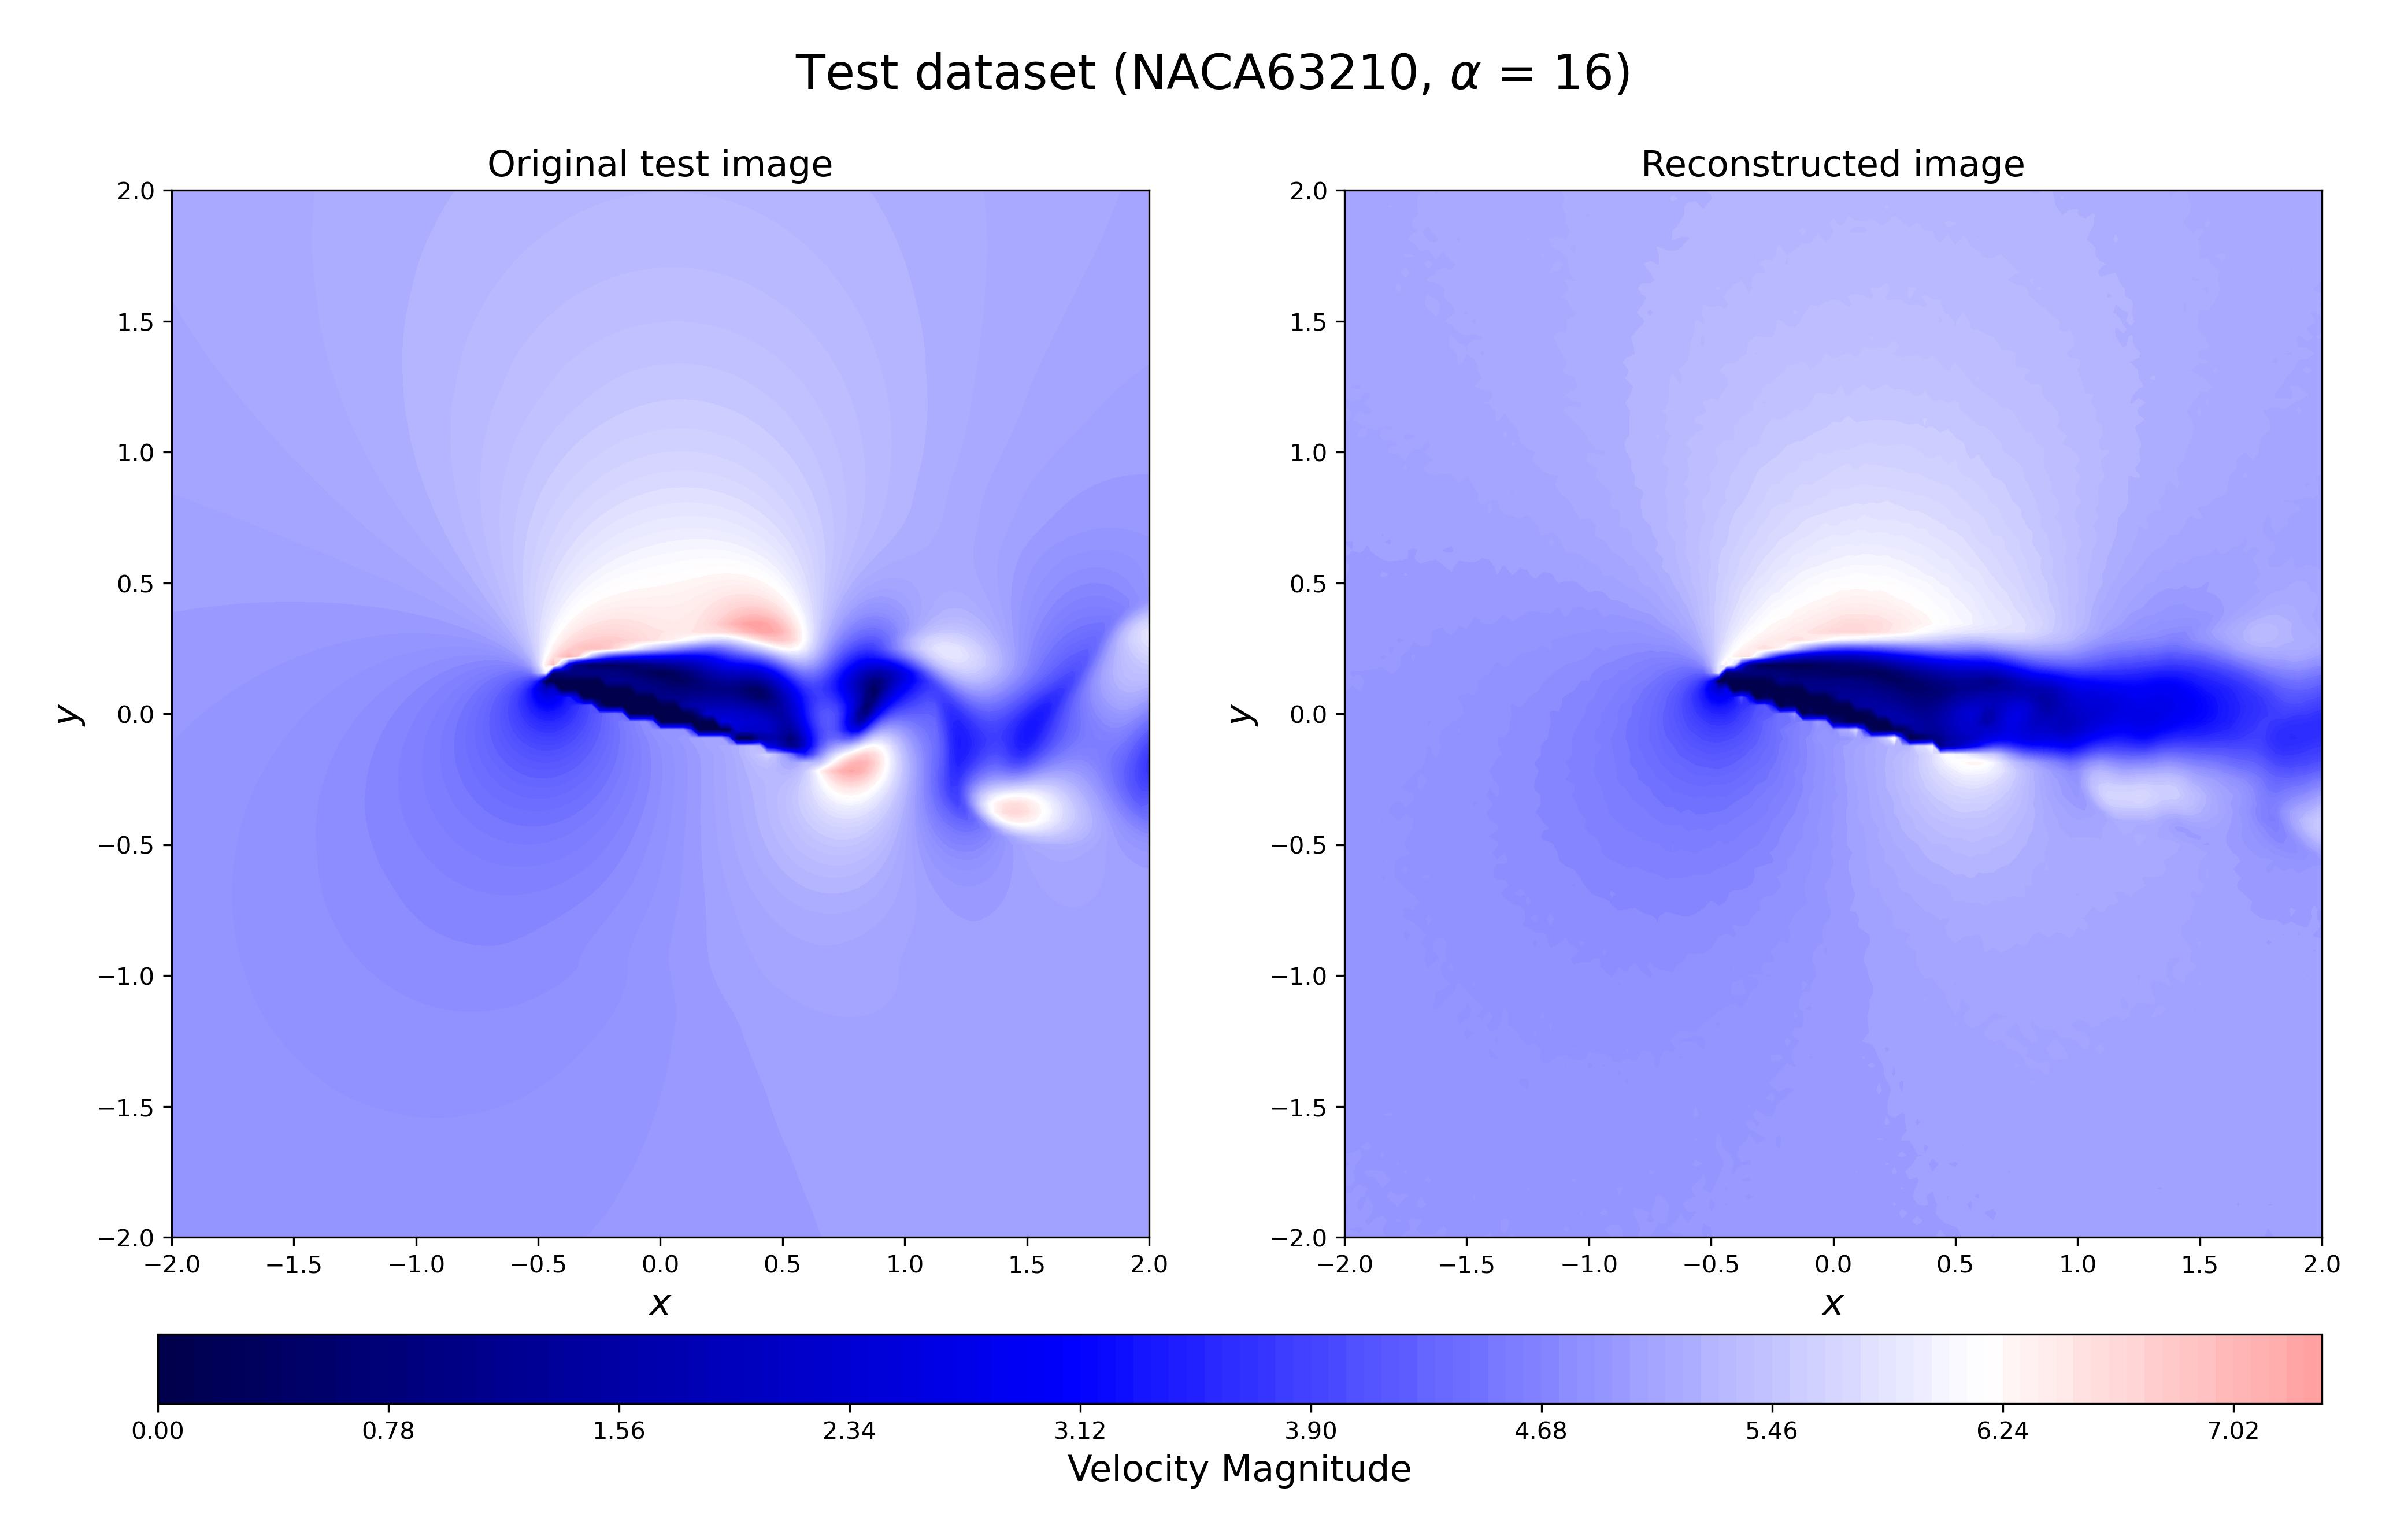 Test dataset (NACA63210, α = 16)
Original test image
Reconstructed image
2.0
1.5
1.0
0.5
0.0
−0.5
−1.0
−1.5
−2.0
y
−2.0 −1.5 −1.0 −0.5 0.0 0.5 1.0 1.5 2.0
x
2.0
1.5
1.0
0.5
0.0
−0.5
−1.0
−1.5
−2.0
y
−2.0 −1.5 −1.0 −0.5 0.0 0.5 1.0 1.5 2.0
x
0.00 0.78 1.56 2.34 3.12 3.90 4.68 5.46 6.24 7.02
Velocity Magnitude